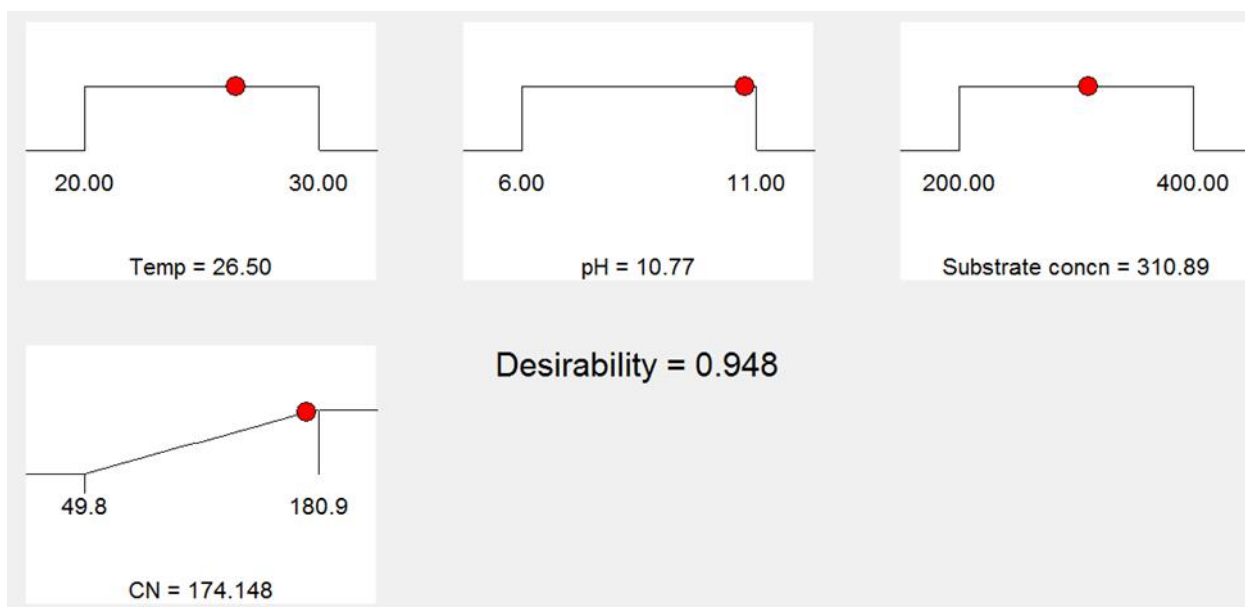 20.00 30.00
Temp = 26.50
6.00 11.00
pH = 10.77
200.00 400.00
Substrate concn = 310.89
49.8 180.9
CN = 174.148
Desirability = 0.948